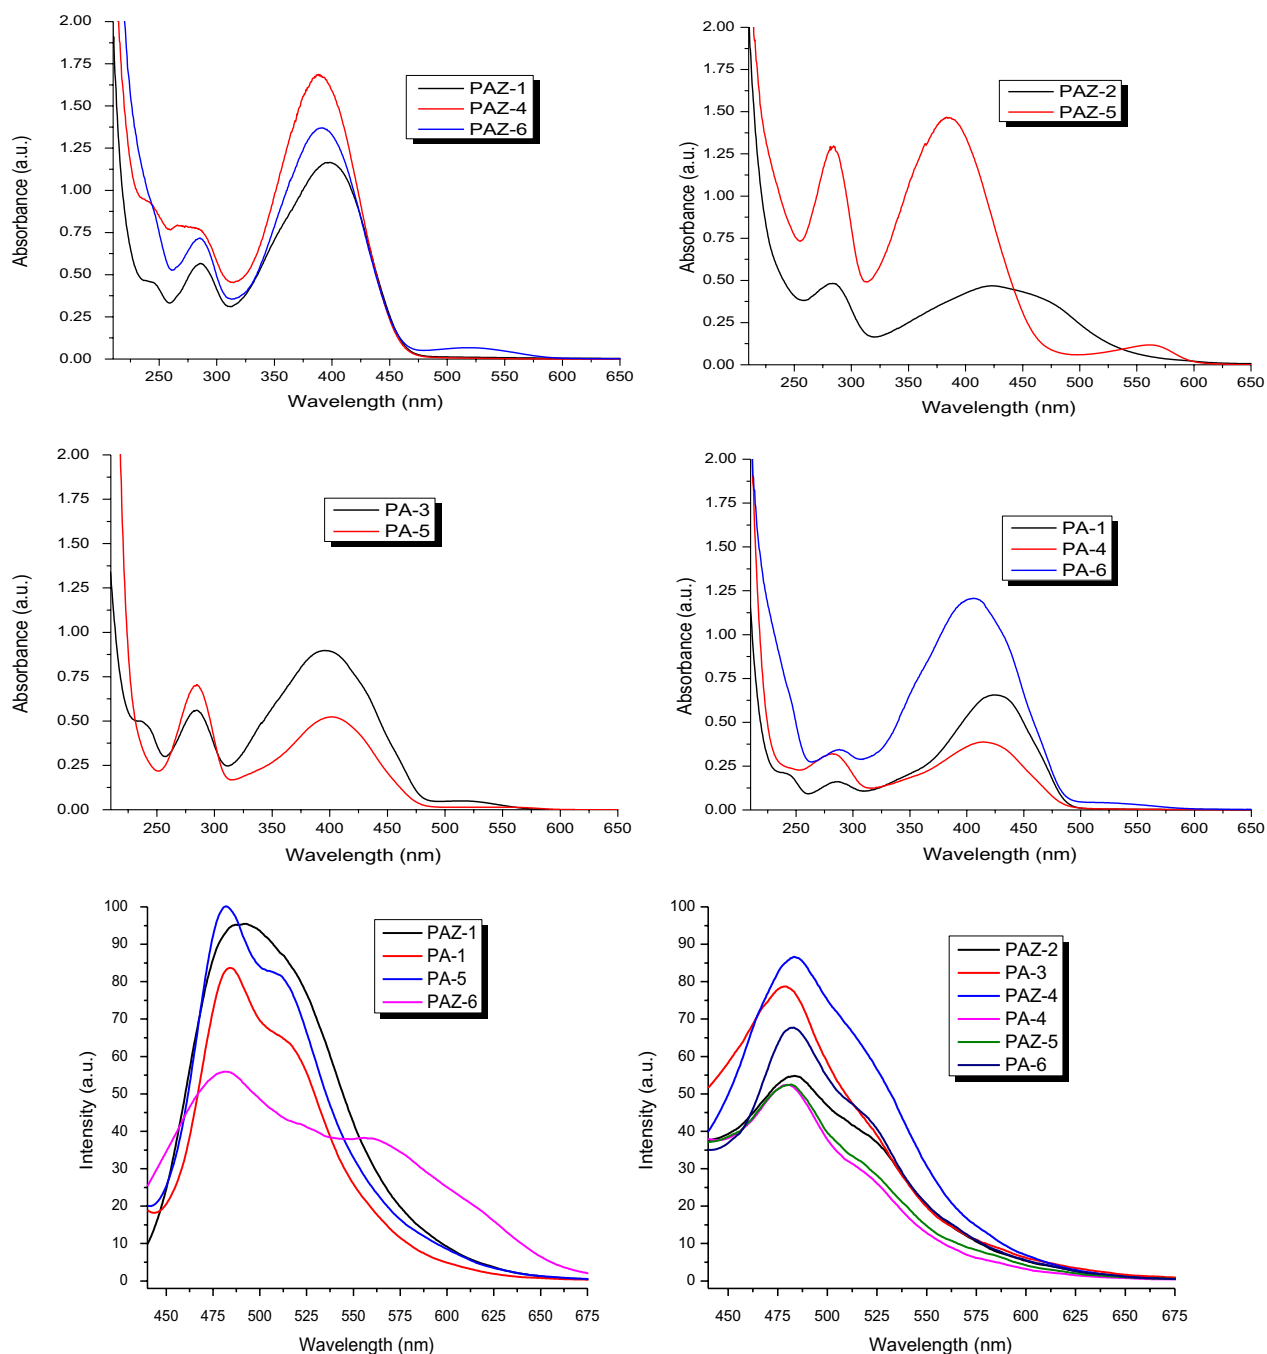 2.00
1.75
1.50
1.25
1.00
0.75
0.50
0.25
0.00
Absorbance (a.u.)
PAZ-1
PAZ-4
PAZ-6
250 300 350 400 450 500 550 600 650
Wavelength (nm)
2.00
1.75
1.50
1.25
1.00
0.75
0.50
0.25
0.00
Absorbance (a.u.)
PAZ-2
PAZ-5
250 300 350 400 450 500 550 600 650
Wavelength (nm)
2.00
1.75
1.50
1.25
1.00
0.75
0.50
0.25
0.00
Absorbance (a.u.)
PA-3
PA-5
250 300 350 400 450 500 550 600 650
Wavelength (nm)
2.00
1.75
1.50
1.25
1.00
0.75
0.50
0.25
0.00
Absorbance (a.u.)
PA-1
PA-4
PA-6
250 300 350 400 450 500 550 600 650
Wavelength (nm)
100
90
80
70
60
50
40
30
20
10
0
Intensity (a.u.)
PAZ-1
PA-1
PA-5
PAZ-6
450 475 500 525 550 575 600 625 650 675
Wavelength (nm)
100
90
80
70
60
50
40
30
20
10
0
Intensity (a.u.)
PAZ-2
PA-3
PAZ-4
PA-4
PAZ-5
PA-6
450 475 500 525 550 575 600 625 650 675
Wavelength (nm)